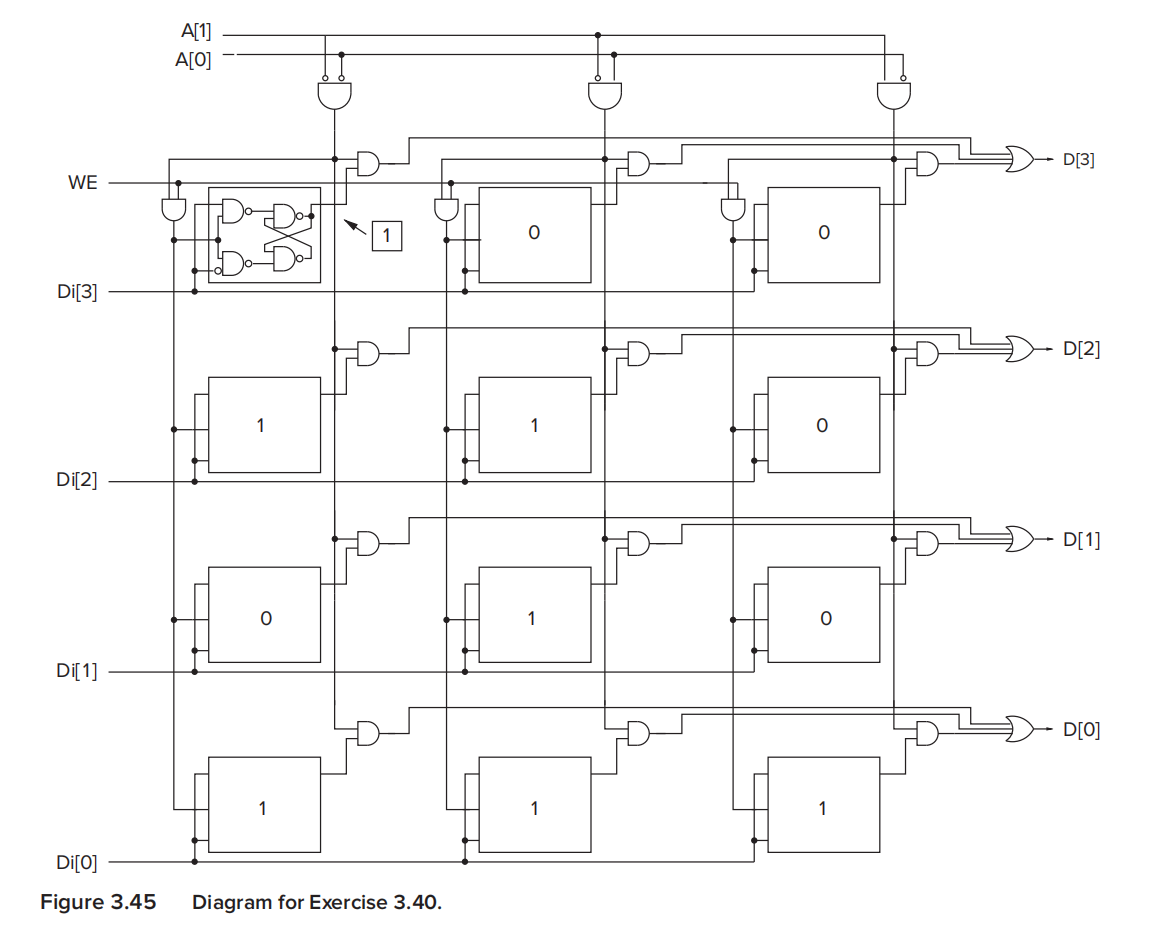 A[1]
A[0]
D[3]
WE
1
0
0
Di[3]
D[2]
1
1
0
Di[2]
D[1]
0
1
0
Di[1]
D[0]
1
1
1
Di[0]
Figure 3.45 Diagram for Exercise 3.40.